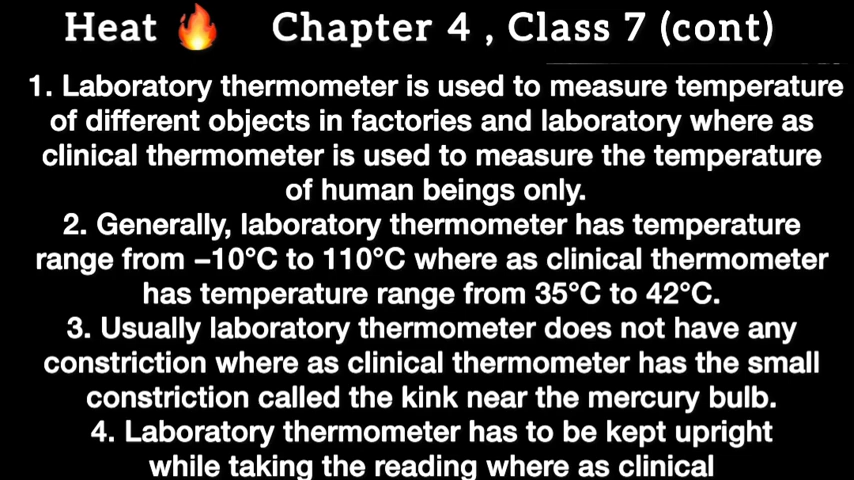 Heat 🔥 Chapter 4 , Class 7 (cont)
1. Laboratory thermometer is used to measure temperature
of different objects in factories and laboratory where as
clinical thermometer is used to measure the temperature
of human beings only.
2. Generally, laboratory thermometer has temperature
range from –10°C to 110°C where as clinical thermometer
has temperature range from 35°C to 42°C.
3. Usually laboratory thermometer does not have any
constriction where as clinical thermometer has the small
constriction called the kink near the mercury bulb.
4. Laboratory thermometer has to be kept upright
while taking the reading where as clinical